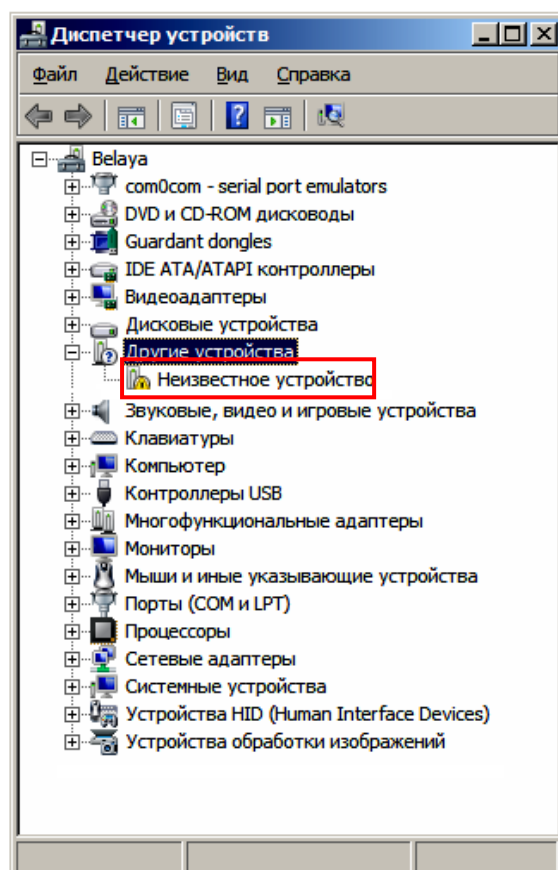 Диспетчер устройств
Файл Действие Вид Справка
Belaya
com0com - serial port emulators
DVD и CD-ROM дисководы
Guardant dongles
IDE ATA/ATAPI контроллеры
Видеоадаптеры
Дисковые устройства
Другие устройства
Неизвестное устройство
Звуковые, видео и игровые устройства
Клавиатуры
Компьютер
Контроллеры USB
Многофункциональные адаптеры
Мониторы
Мыши и иные указывающие устройства
Порты (COM и LPT)
Процессоры
Сетевые адаптеры
Системные устройства
Устройства HID (Human Interface Devices)
Устройства обработки изображений